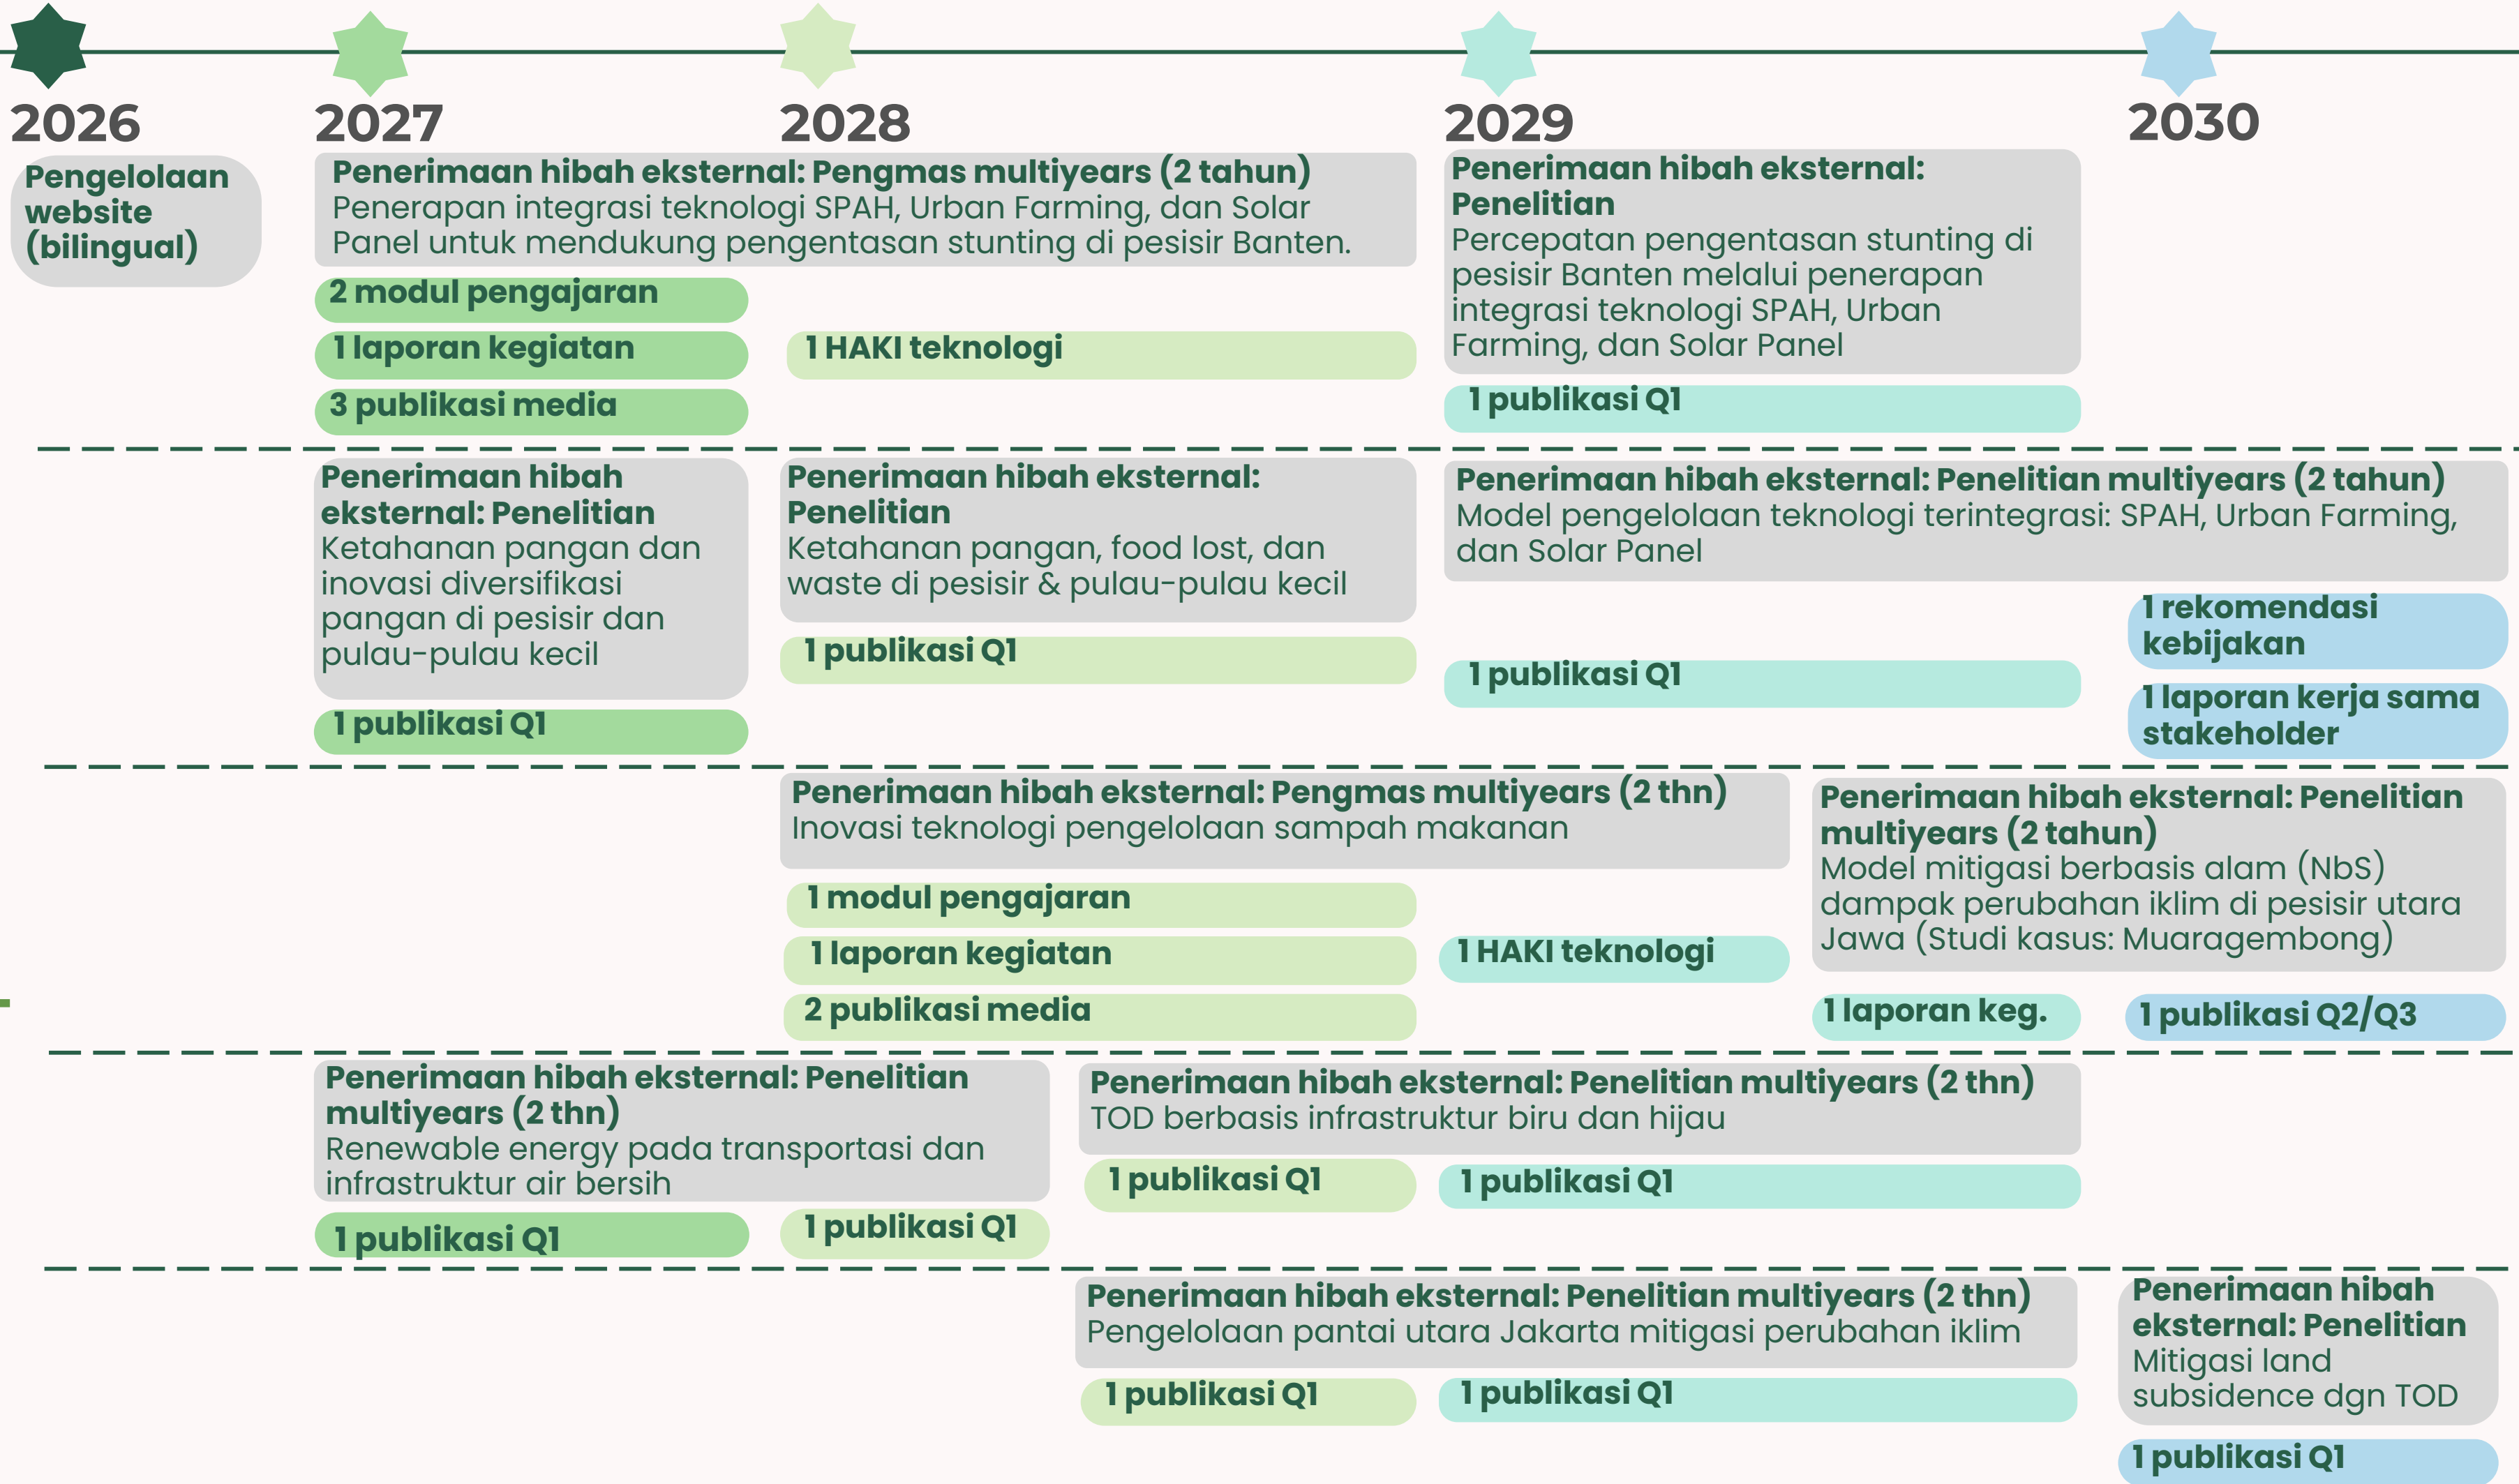 2026
2027
2028
2029
2030
Pengelolaan
website
(bilingual)
Penerimaan hibah eksternal: Pengmas multiyears (2 tahun)
Penerapan integrasi teknologi SPAH, Urban Farming, dan Solar
Panel untuk mendukung pengentasan stunting di pesisir Banten.
2 modul pengajaran
1 laporan kegiatan
3 publikasi media
1 HAKI teknologi
Penerimaan hibah eksternal:
Penelitian
Percepatan pengentasan stunting di
pesisir Banten melalui penerapan
integrasi teknologi SPAH, Urban
Farming, dan Solar Panel
1 publikasi Q1
Penerimaan hibah
eksternal: Penelitian
Ketahanan pangan dan
inovasi diversifikasi
pangan di pesisir dan
pulau-pulau kecil
1 publikasi Q1
Penerimaan hibah eksternal:
Penelitian
Ketahanan pangan, food lost, dan
waste di pesisir & pulau-pulau kecil
1 publikasi Q1
Penerimaan hibah eksternal: Penelitian multiyears (2 tahun)
Model pengelolaan teknologi terintegrasi: SPAH, Urban Farming,
dan Solar Panel
1 publikasi Q1
1 rekomendasi
kebijakan
1 laporan kerja sama
stakeholder
Penerimaan hibah eksternal: Pengmas multiyears (2 thn)
Inovasi teknologi pengelolaan sampah makanan
1 modul pengajaran
1 laporan kegiatan
2 publikasi media
1 HAKI teknologi
Penerimaan hibah eksternal: Penelitian
multiyears (2 tahun)
Model mitigasi berbasis alam (NbS)
dampak perubahan iklim di pesisir utara
Jawa (Studi kasus: Muaragembong)
1 laporan keg.
1 publikasi Q2/Q3
Penerimaan hibah eksternal: Penelitian
multiyears (2 thn)
Renewable energy pada transportasi dan
infrastruktur air bersih
1 publikasi Q1
1 publikasi Q1
Penerimaan hibah eksternal: Penelitian multiyears (2 thn)
TOD berbasis infrastruktur biru dan hijau
1 publikasi Q1
1 publikasi Q1
Penerimaan hibah eksternal: Penelitian multiyears (2 thn)
Pengelolaan pantai utara Jakarta mitigasi perubahan iklim
1 publikasi Q1
1 publikasi Q1
Penerimaan hibah
eksternal: Penelitian
Mitigasi land
subsidence dgn TOD
1 publikasi Q1